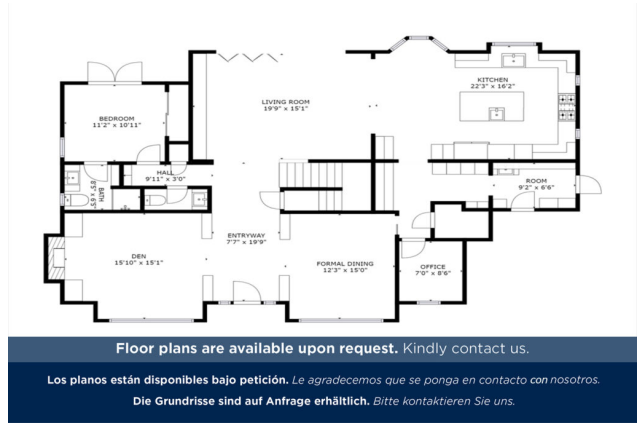 KITCHEN
22'3" x 16'2"
LIVING ROOM
19'9" x 15'1"
BEDROOM
11'2" x 10'11"
HALL
9'11" x 3'0"
BATH
8'5" x 6'5"
ROOM
9'2" x 6'6"
ENTRYWAY
7'7" x 19'9"
DEN
15'10" x 15'1"
FORMAL DINING
12'3" x 15'0"
OFFICE
7'0" x 8'6"
Floor plans are available upon request. Kindly contact us.
Los planos están disponibles bajo petición. Le agradecemos que se ponga en contacto con nosotros.
Die Grundrisse sind auf Anfrage erhältlich. Bitte kontaktieren Sie uns.